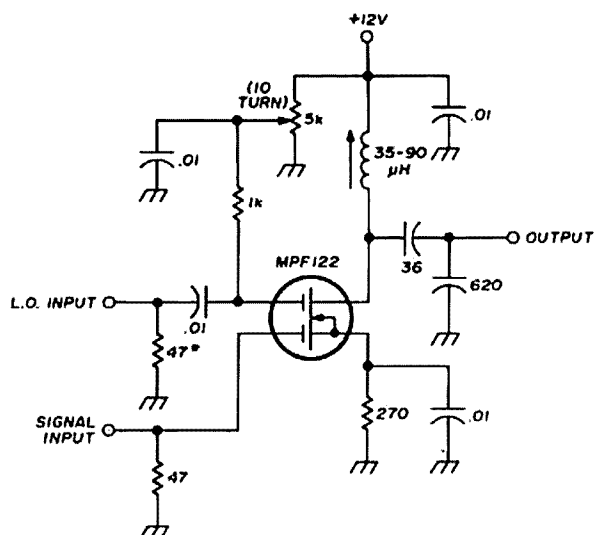 +12V
(10
TURN)
5k
.01
.01
35-90
µH
1k
MPF122
OUTPUT
36
L.O. INPUT
.01
620
47*
SIGNAL
INPUT
270
.01
47